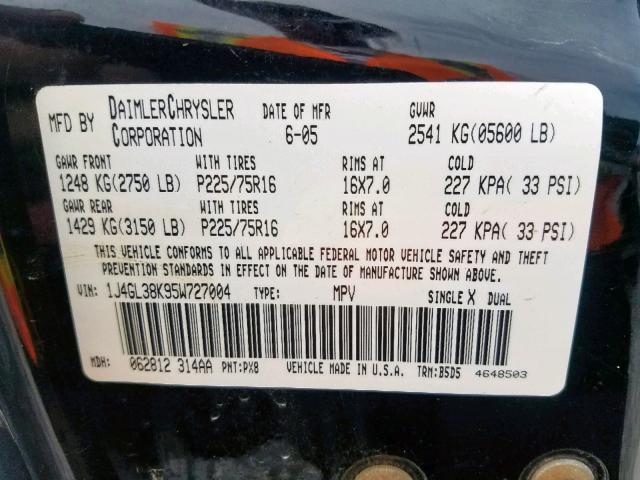 MFD BY DAIMLERCHRYSLER CORPORATION DATE OF MFR 6-05 GVWR 2541 KG(05600 LB)
GAWR FRONT WITH TIRES RIMS AT COLD
1248 KG(2750 LB) P225/75R16 16X7.0 227 KPA( 33 PSI)
GAWR REAR WITH TIRES RIMS AT COLD
1429 KG(3150 LB) P225/75R16 16X7.0 227 KPA( 33 PSI)
THIS VEHICLE CONFORMS TO ALL APPLICABLE FEDERAL MOTOR VEHICLE SAFETY AND THEFT
PREVENTION STANDARDS IN EFFECT ON THE DATE OF MANUFACTURE SHOWN ABOVE.
VIN: 1J4GL38K95W727004 TYPE: MPV SINGLE X DUAL
MDH: 062812 314AA PNT:PX8 VEHICLE MADE IN U.S.A. TRM:B5D5 4648503